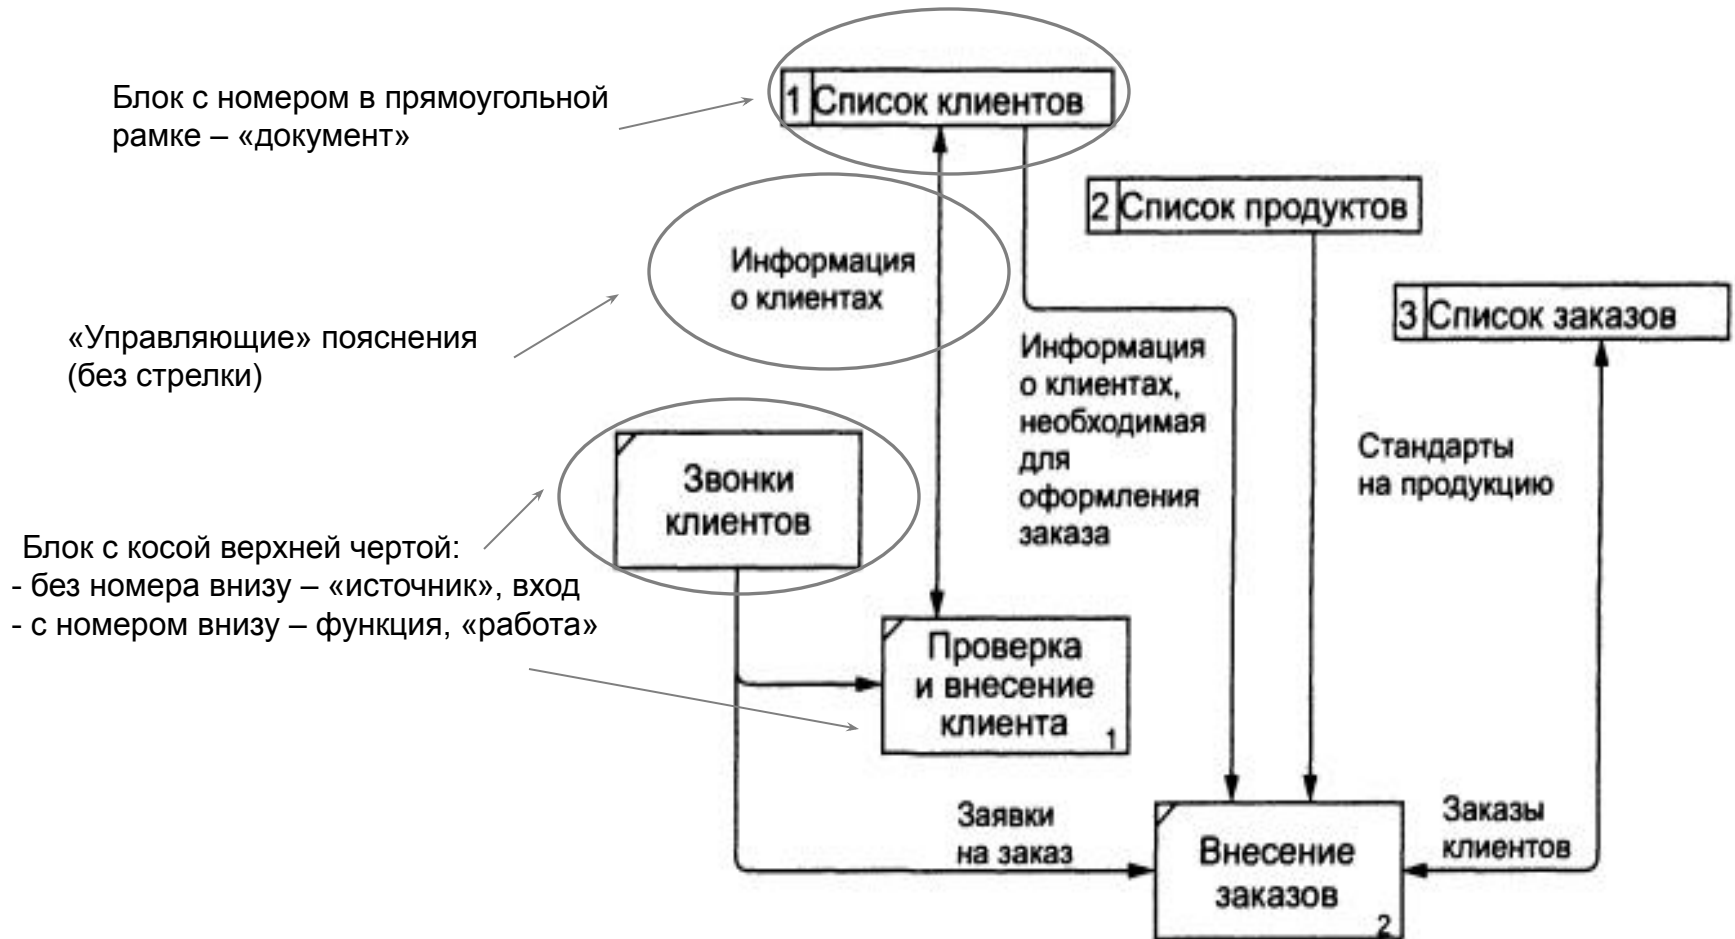 Блок с номером в прямоугольной
рамке – «документ»
1 Список клиентов
2 Список продуктов
3 Список заказов
Информация
о клиентах
«Управляющие» пояснения
(без стрелки)
Информация
о клиентах,
необходимая
для
оформления
заказа
Стандарты
на продукцию
Звонки
клиентов
Блок с косой верхней чертой:
- без номера внизу – «источник», вход
- с номером внизу – функция, «работа»
Проверка
и внесение
клиента
1
Заявки
на заказ
Внесение
заказов
2
Заказы
клиентов